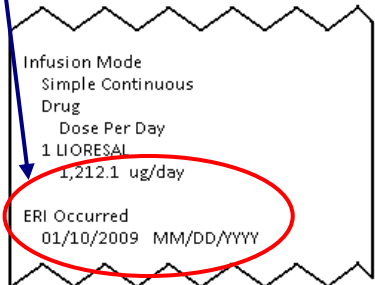 Infusion Mode
Simple Continuous
Drug
Dose Per Day
1 LIORESAL
1,212.1 ug/day
ERI Occurred
01/10/2009 MM/DD/YYYY